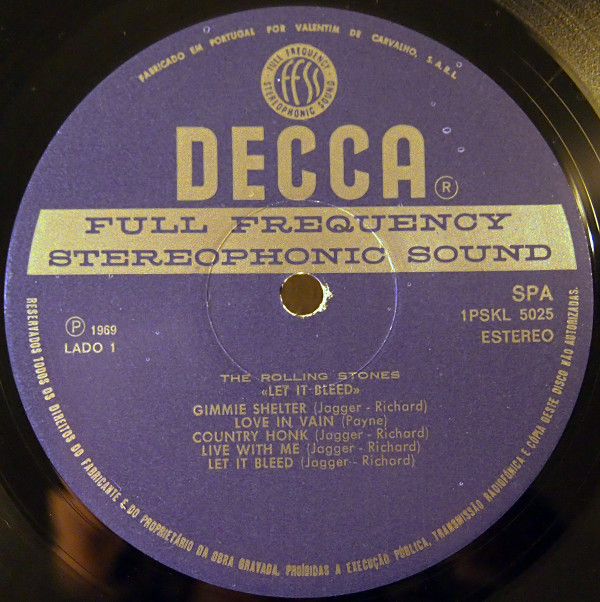 FABRICADO EM PORTUGAL POR VALENTIM DE CARVALHO, S.A.R.L.
FULL FREQUENCY
ffss
STEREOPHONIC SOUND
DECCA ®
FULL FREQUENCY
STEREOPHONIC SOUND
SPA
Ⓟ 1969
1PSKL 5025
LADO 1
ESTEREO
THE ROLLING STONES
«LET IT BLEED»
GIMMIE SHELTER (Jagger - Richard)
LOVE IN VAIN (Payne)
COUNTRY HONK (Jagger - Richard)
LIVE WITH ME (Jagger - Richard)
LET IT BLEED (Jagger - Richard)
RESERVADOS TODOS OS DIREITOS DO FABRICANTE E DO PROPRIETÁRIO DA OBRA GRAVADA. PROÍBIDAS A EXECUÇÃO PÚBLICA, TRANSMISSÃO RADIOFÓNICA E CÓPIA DESTE DISCO NÃO AUTORIZADAS.